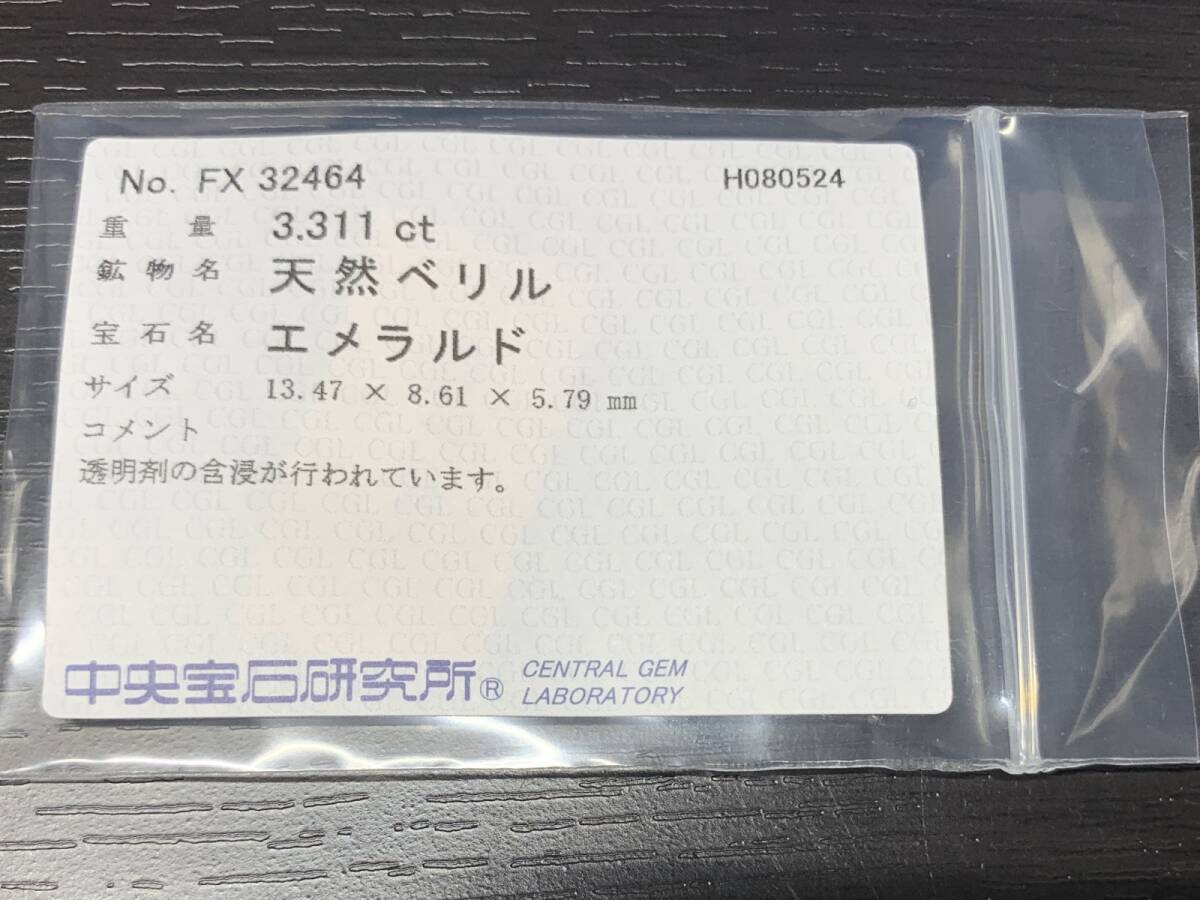 No. FX 32464 H080524
重量 3.311 ct
鉱物名 天然ベリル
宝石名 エメラルド
サイズ 13.47 × 8.61 × 5.79 mm
コメント
透明剤の含浸が行われています。
中央宝石研究所® CENTRAL GEM
LABORATORY